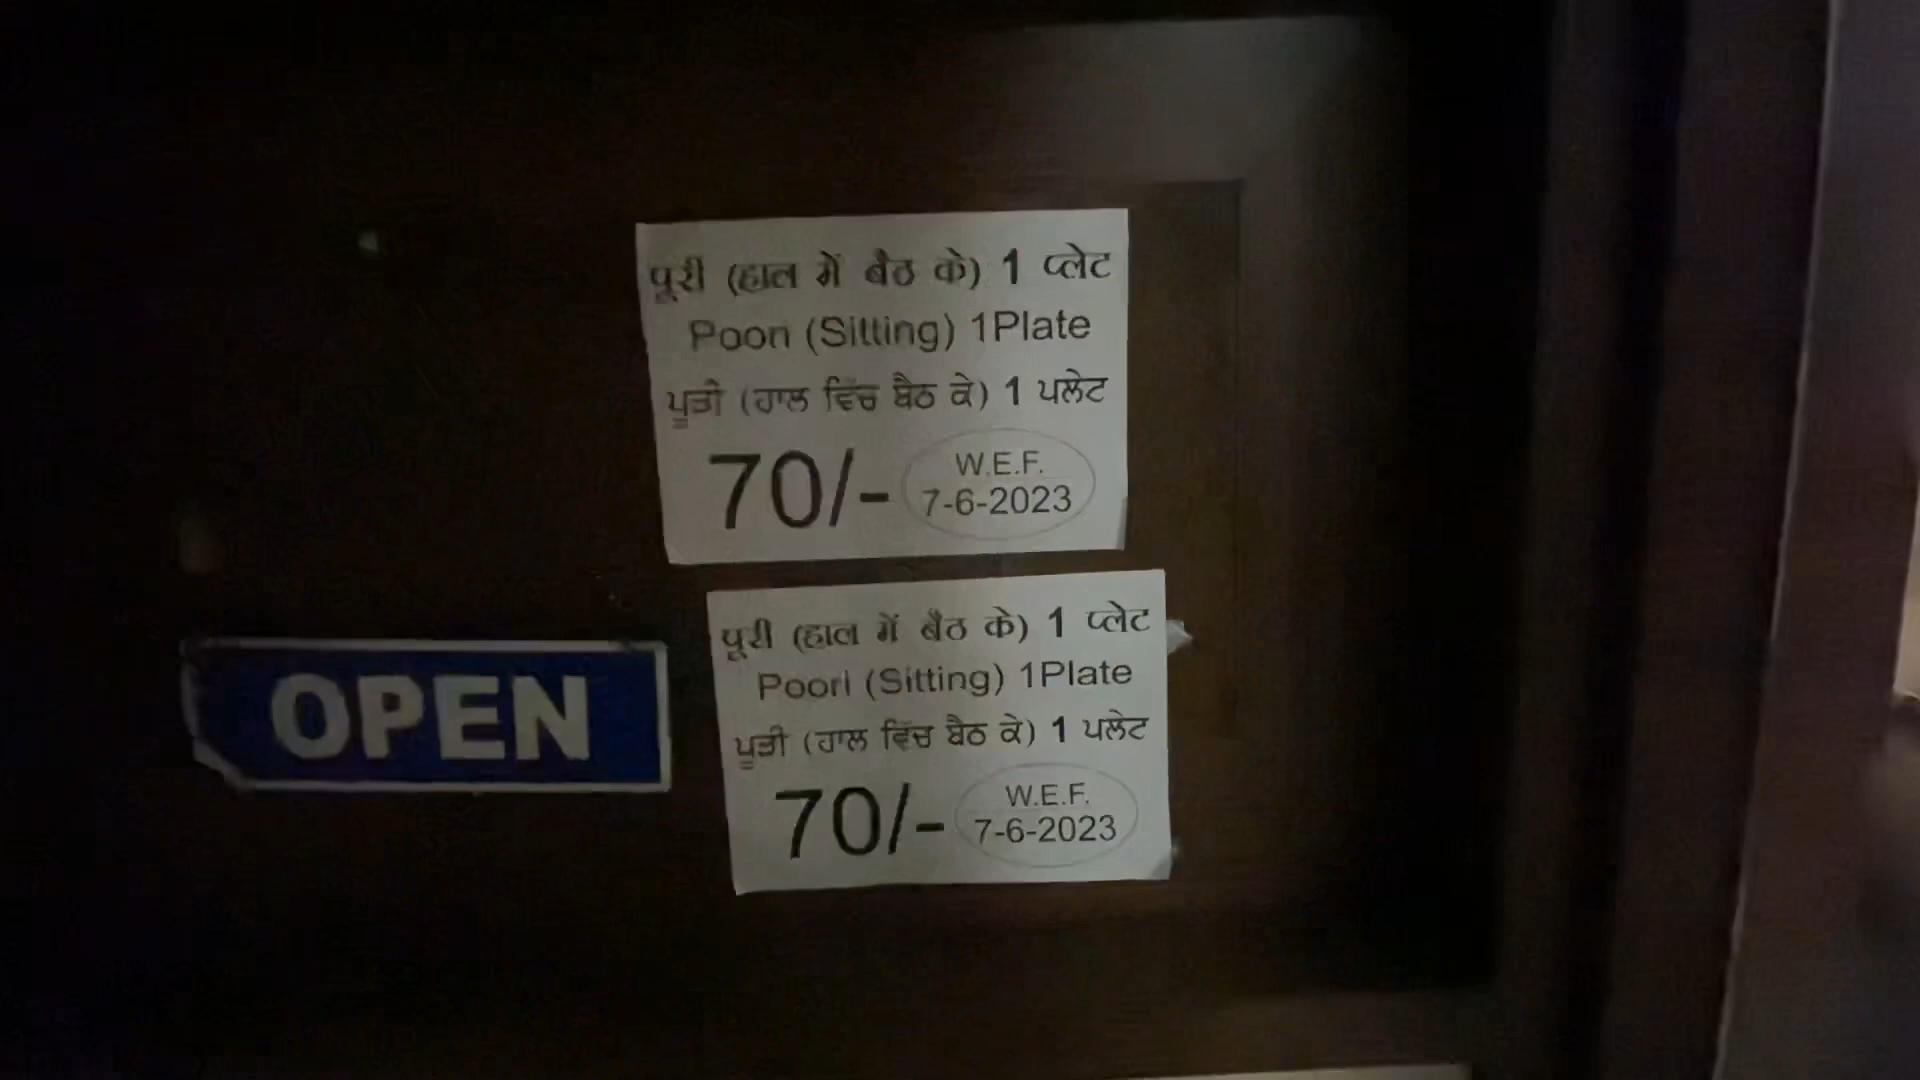 पूरी (हाल में बैठ के) 1 प्लेट
Poori (Sitting) 1Plate
ਪੂੜੀ (ਹਾਲ ਵਿੱਚ ਬੈਠ ਕੇ) 1 ਪਲੇਟ
70/-
W.E.F.
7-6-2023
OPEN
पूरी (हाल में बैठ के) 1 प्लेट
Poori (Sitting) 1Plate
ਪੂੜੀ (ਹਾਲ ਵਿੱਚ ਬੈਠ ਕੇ) 1 ਪਲੇਟ
70/-
W.E.F.
7-6-2023